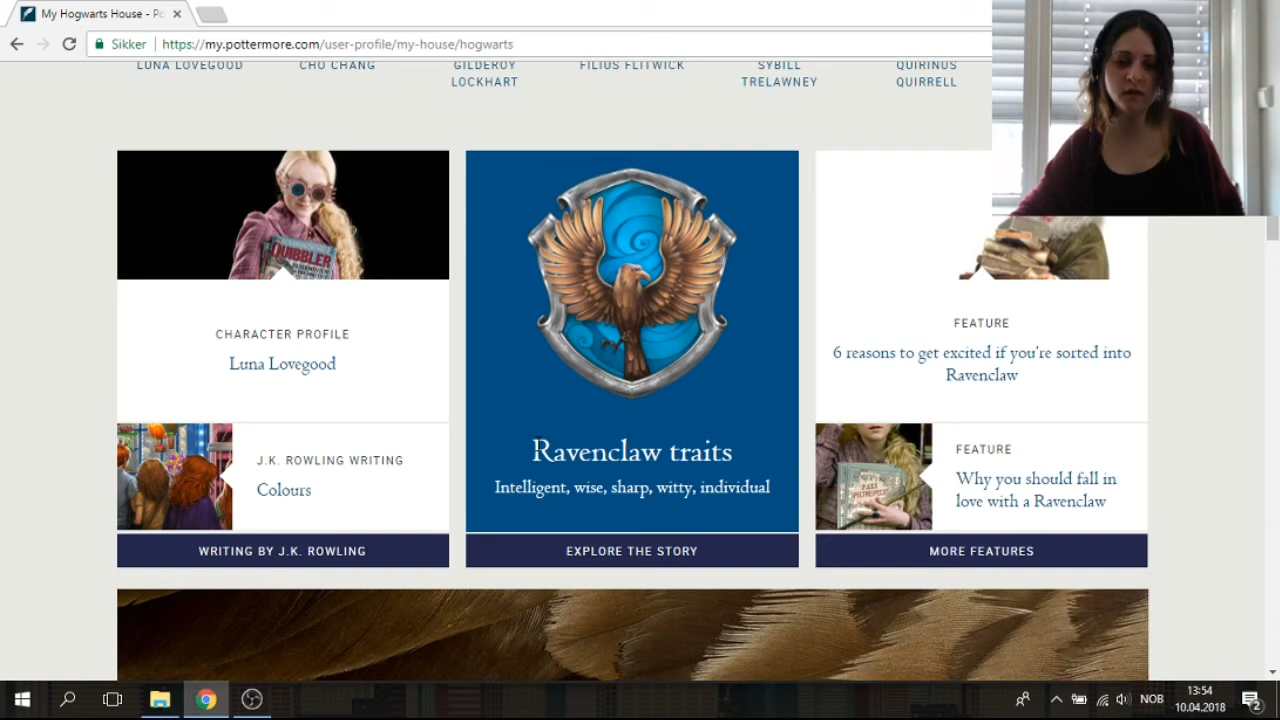 My Hogwarts House - Po
Sikker
https://my.pottermore.com/user-profile/my-house/hogwarts
LUNA LOVEGOOD
CHO CHANG
GILDEROY
LOCKHART
FILIUS FLITWICK
SYBILL
TRELAWNEY
QUIRINUS
QUIRRELL
QUIBBLER
CHARACTER PROFILE
Luna Lovegood
J.K. ROWLING WRITING
Colours
WRITING BY J.K. ROWLING
Ravenclaw traits
Intelligent, wise, sharp, witty, individual
EXPLORE THE STORY
FEATURE
6 reasons to get excited if you're sorted into
Ravenclaw
FEATURE
Why you should fall in
love with a Ravenclaw
MORE FEATURES
NOB
13:54
10.04.2018
2